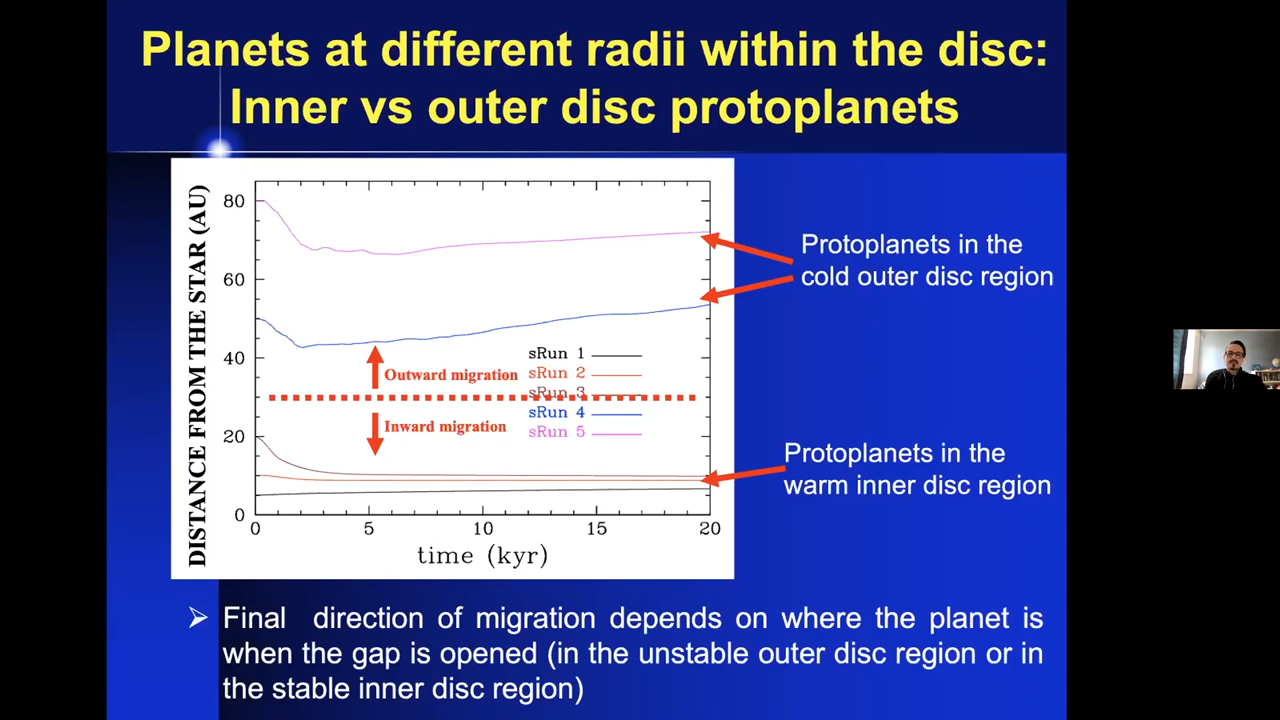 Planets at different radii within the disc:
Inner vs outer disc protoplanets
DISTANCE FROM THE STAR (AU)
80
60
40
20
0
0 5 10 15 20
time (kyr)
sRun 1
sRun 2
sRun 3
sRun 4
sRun 5
Outward migration
Inward migration
Protoplanets in the
cold outer disc region
Protoplanets in the
warm inner disc region
Final direction of migration depends on where the planet is
when the gap is opened (in the unstable outer disc region or in
the stable inner disc region)